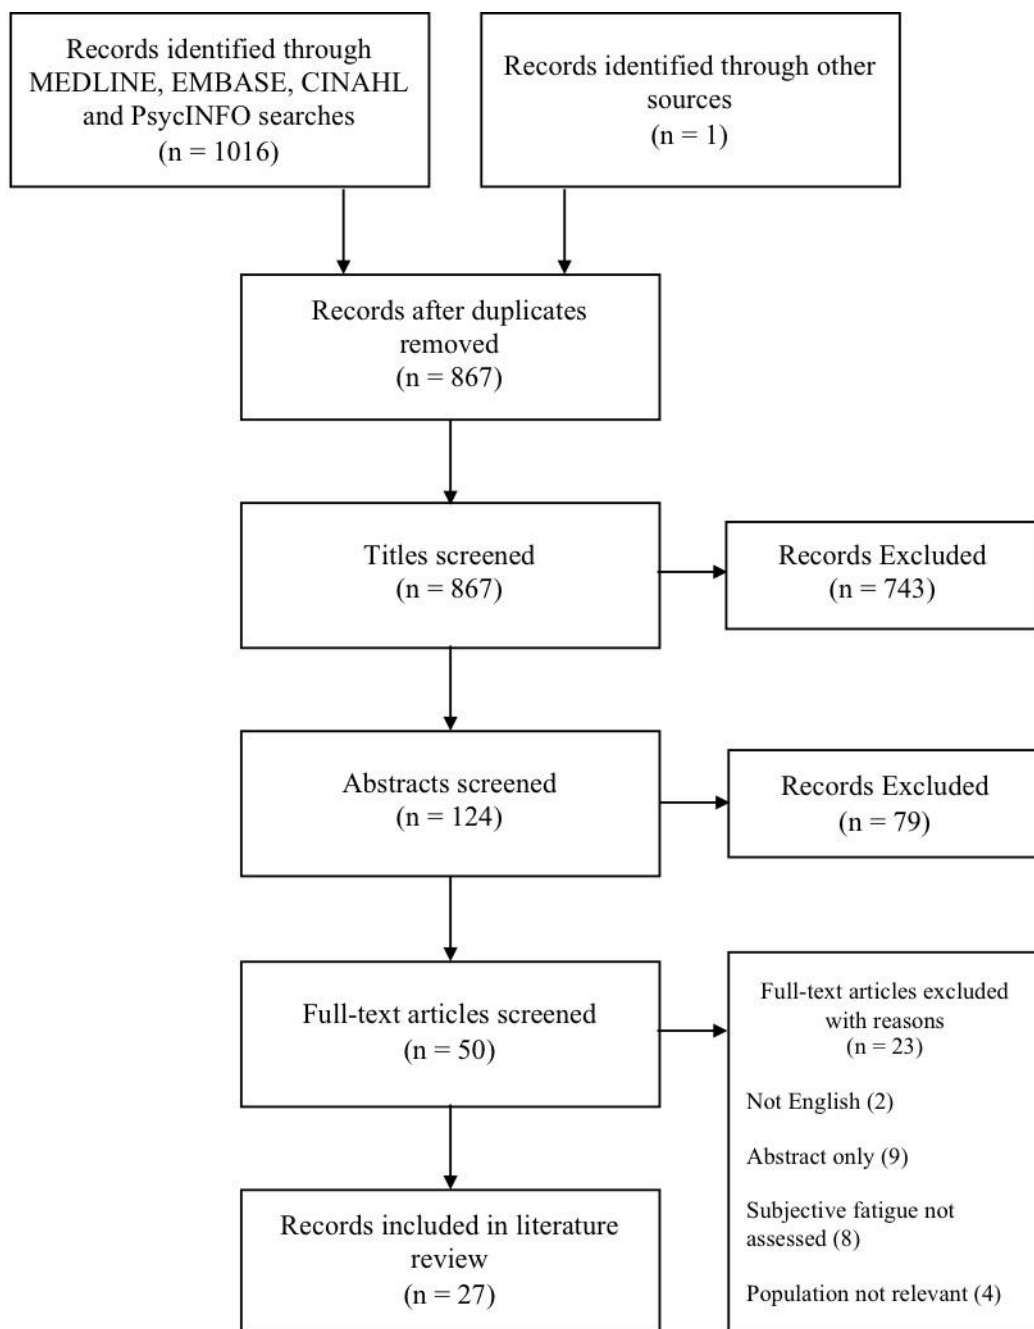 Records identified through
MEDLINE, EMBASE, CINAHL
and PsycINFO searches
(n = 1016)
Records identified through other
sources
(n = 1)
Records after duplicates
removed
(n = 867)
Titles screened
(n = 867)
Records Excluded
(n = 743)
Abstracts screened
(n = 124)
Records Excluded
(n = 79)
Full-text articles screened
(n = 50)
Full-text articles excluded
with reasons
(n = 23)
Not English (2)
Abstract only (9)
Subjective fatigue not
assessed (8)
Population not relevant (4)
Records included in literature
review
(n = 27)